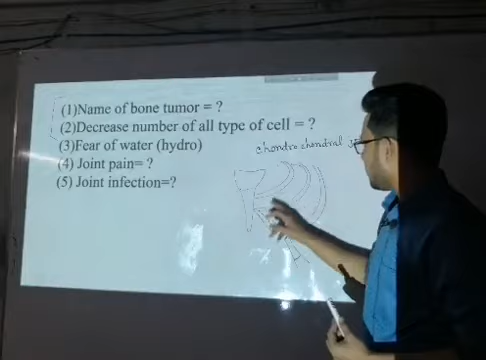 (1)Name of bone tumor = ?
(2)Decrease number of all type of cell = ?
(3)Fear of water (hydro)
(4) Joint pain= ?
(5) Joint infection=?
chondro chondral